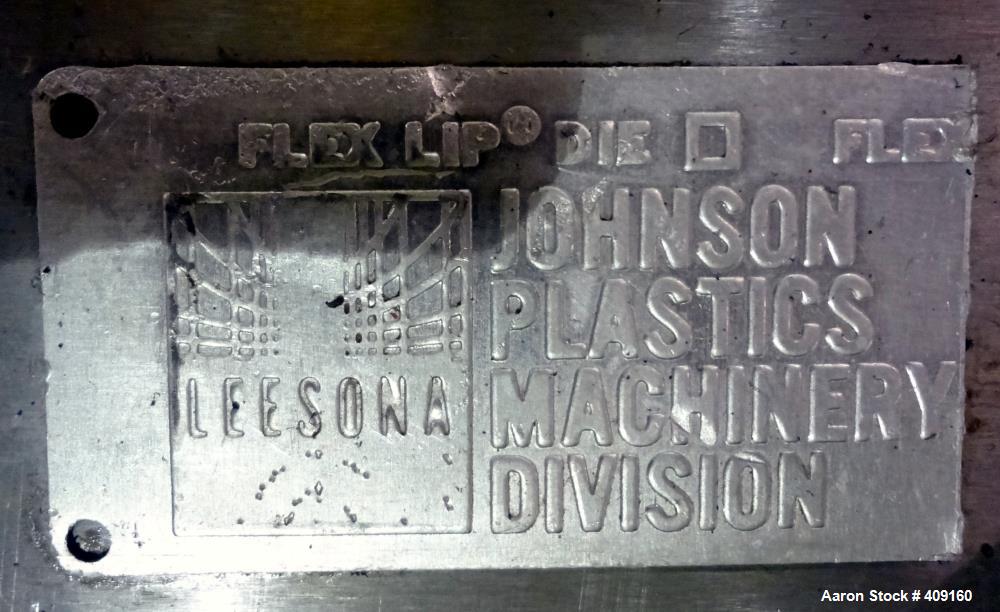 FLEX LIP® DIE □ FLEX
LEESONA
JOHNSON
PLASTICS
MACHINERY
DIVISION
Aaron Stock # 409160